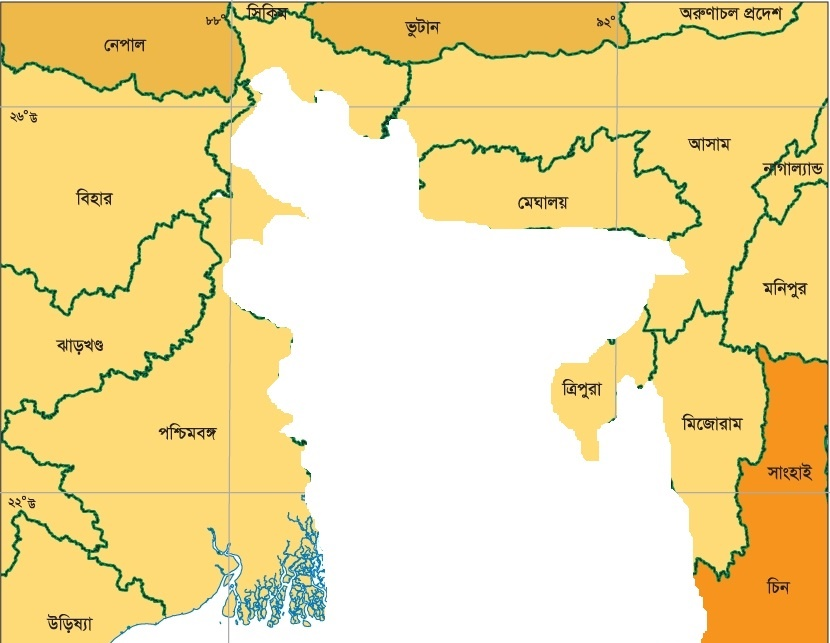 সিকিম
অরুণাচল প্রদেশ
৮৮°
ভুটান
৯২°
নেপাল
২৬°উ
আসাম
নাগাল্যান্ড
বিহার
মেঘালয়
মনিপুর
ঝাড়খণ্ড
ত্রিপুরা
মিজোরাম
পশ্চিমবঙ্গ
সাংহাই
২২°উ
চিন
উড়িষ্যা